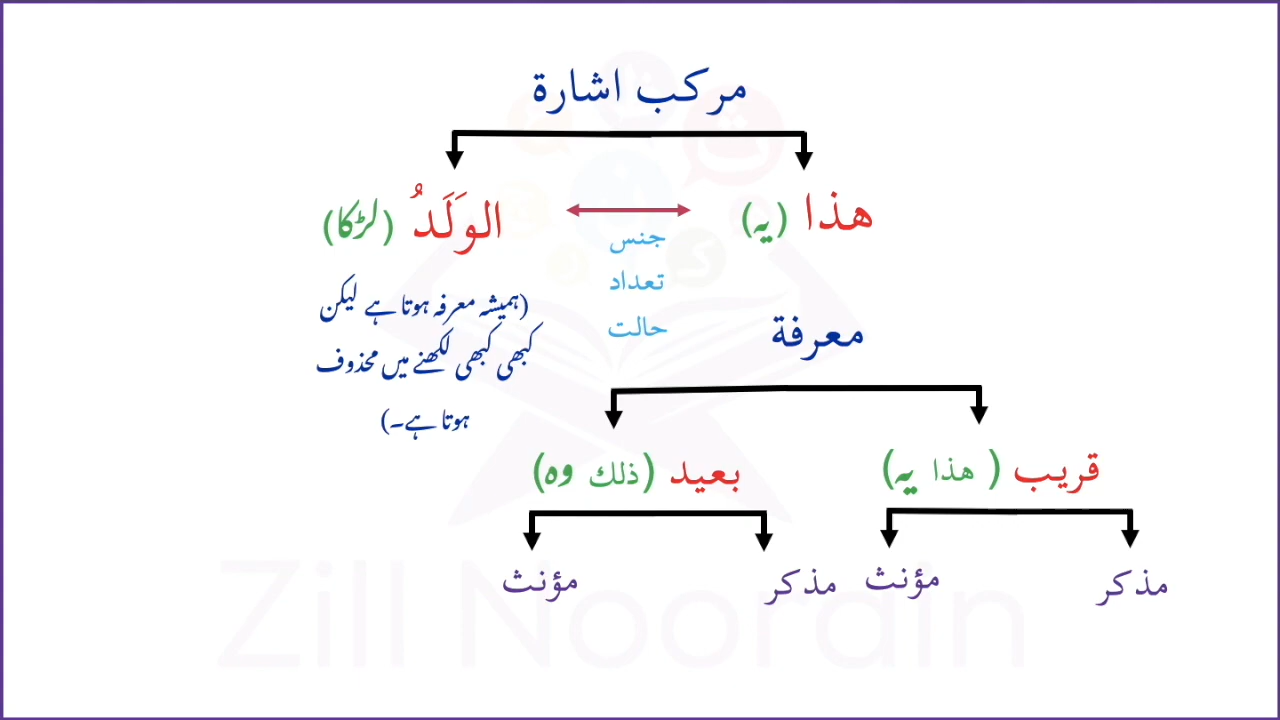 مرکب اشارة
هذا (یہ)
الوَلَدُ (لڑکا)
جنس
تعداد
حالت
(ہمیشہ معرفہ ہوتا ہے لیکن
کبھی کبھی لکھنے میں محذوف
ہوتا ہے۔)
معرفة
قریب ( هذا یہ)
بعید (ذلك وہ)
مذکر
مؤنث
مذکر
مؤنث
Zill Noorain